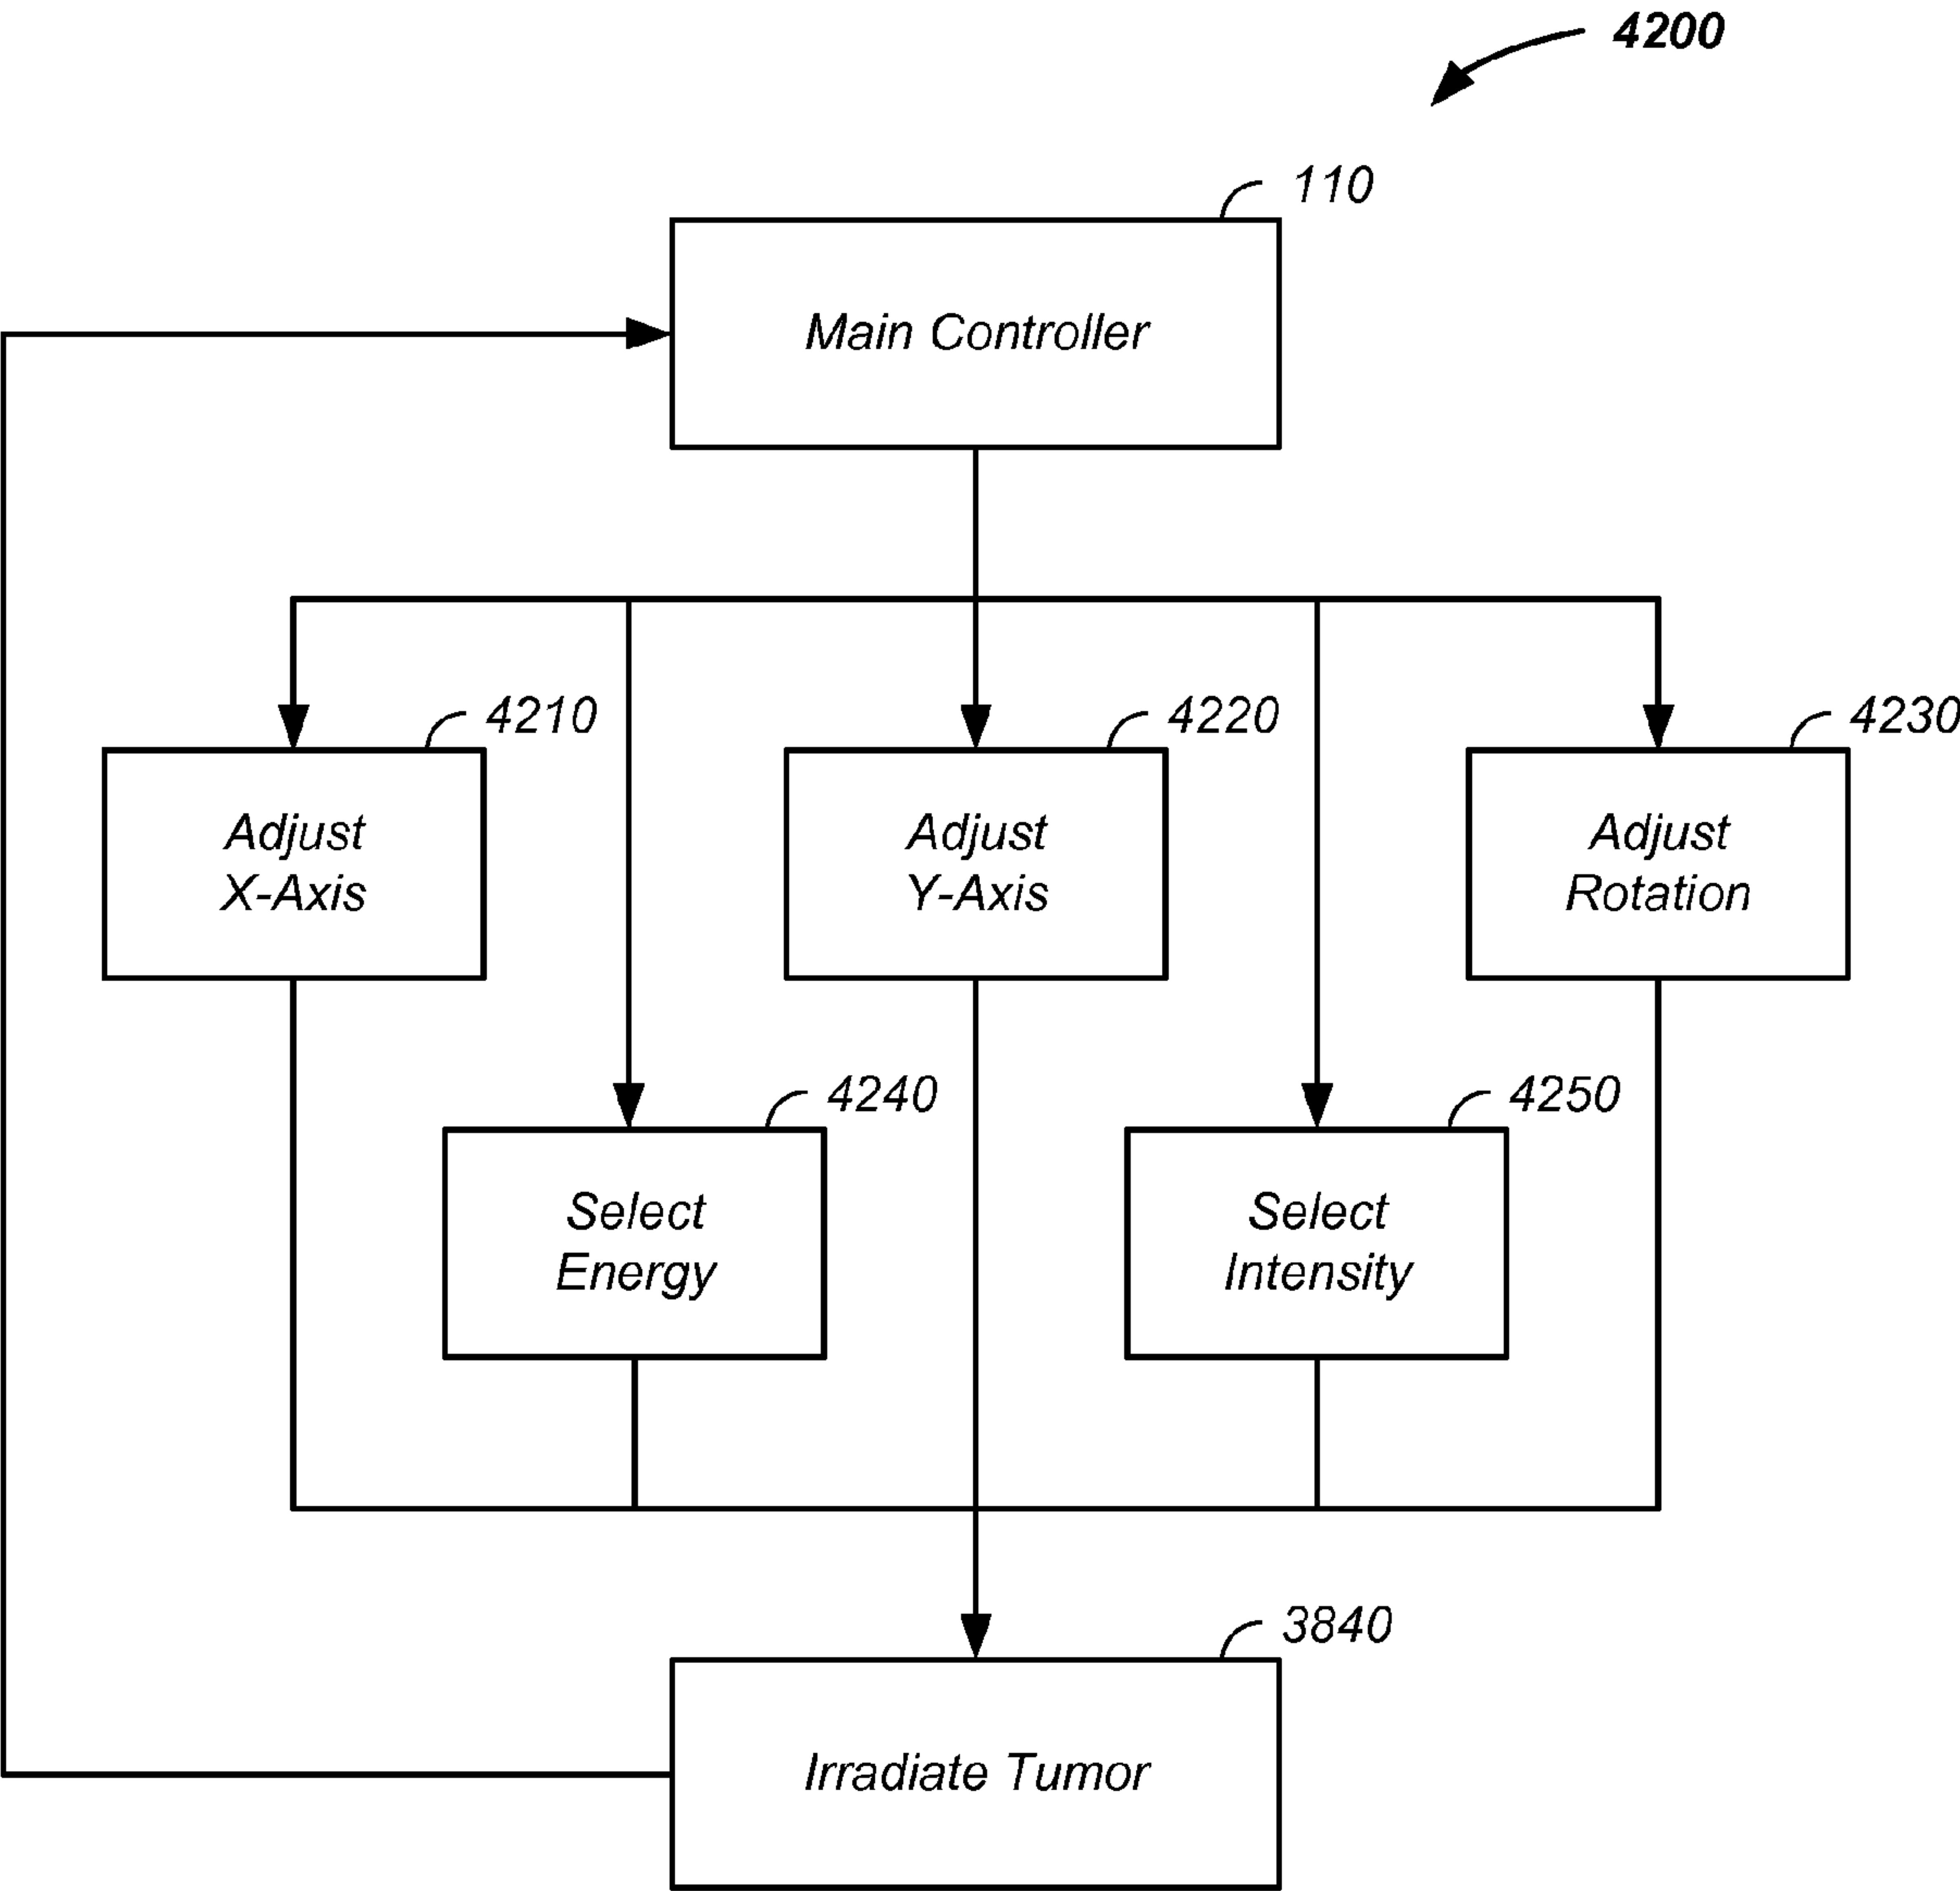 4200
110
Main Controller
4210
4220
4230
Adjust
X-Axis
Adjust
Y-Axis
Adjust
Rotation
4240
4250
Select
Energy
Select
Intensity
3840
Irradiate Tumor